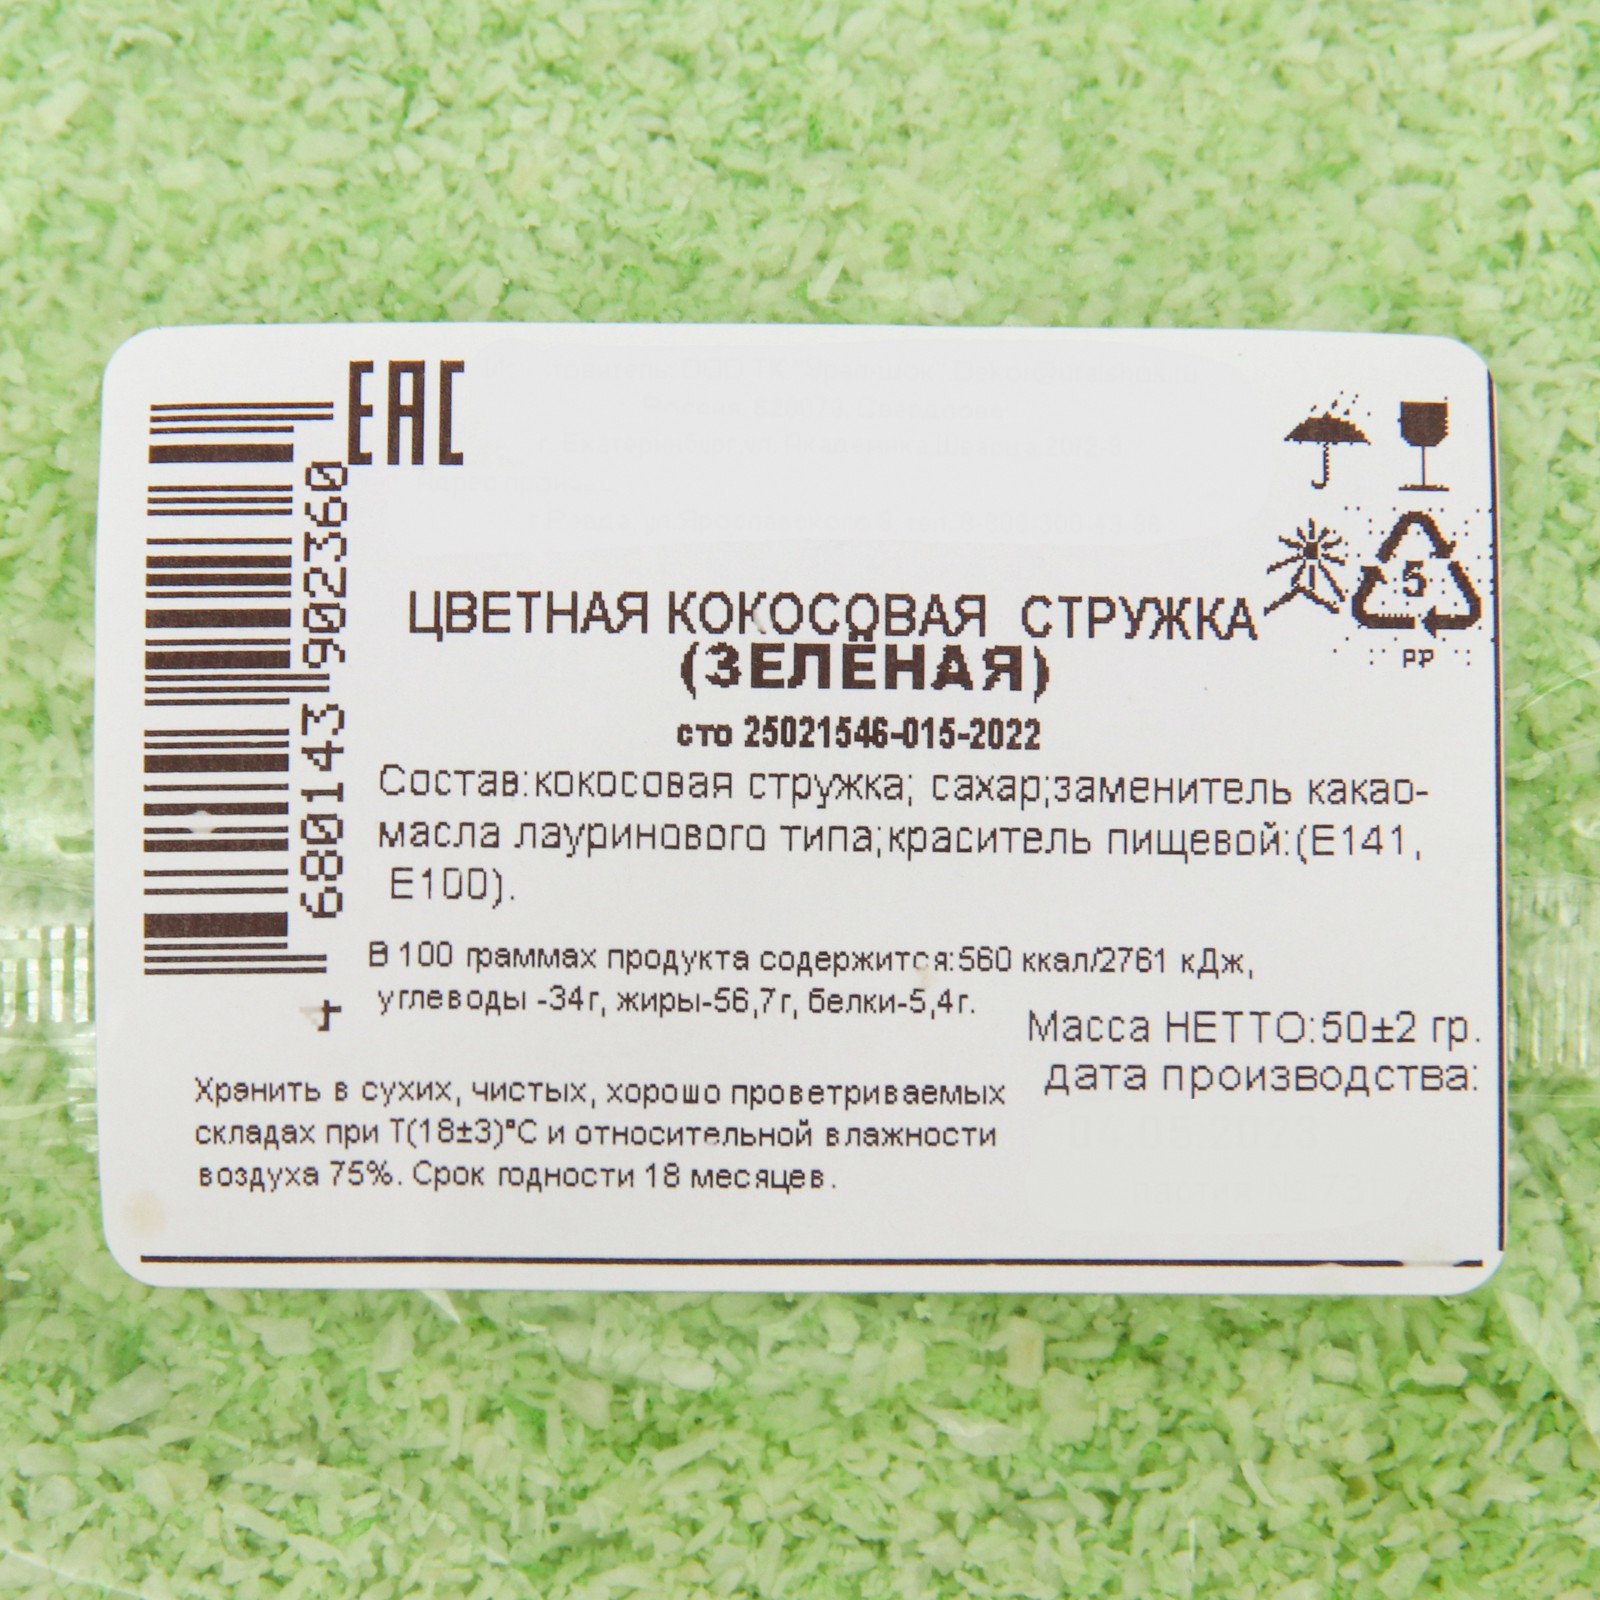 ЕАС
4 680143 902360
5
PP
ЦВЕТНАЯ КОКОСОВАЯ СТРУЖКА
(ЗЕЛЁНАЯ)
сто 25021546-015-2022
Состав:кокосовая стружка; сахар;заменитель какао-
масла лауринового типа;краситель пищевой:(Е141,
Е100).
В 100 граммах продукта содержится:560 ккал/2761 кДж,
углеводы -34г, жиры-56,7г, белки-5,4г.
Масса НЕТТО:50±2 гр.
дата производства:
Хранить в сухих, чистых, хорошо проветриваемых
складах при Т(18±3)°С и относительной влажности
воздуха 75%. Срок годности 18 месяцев.